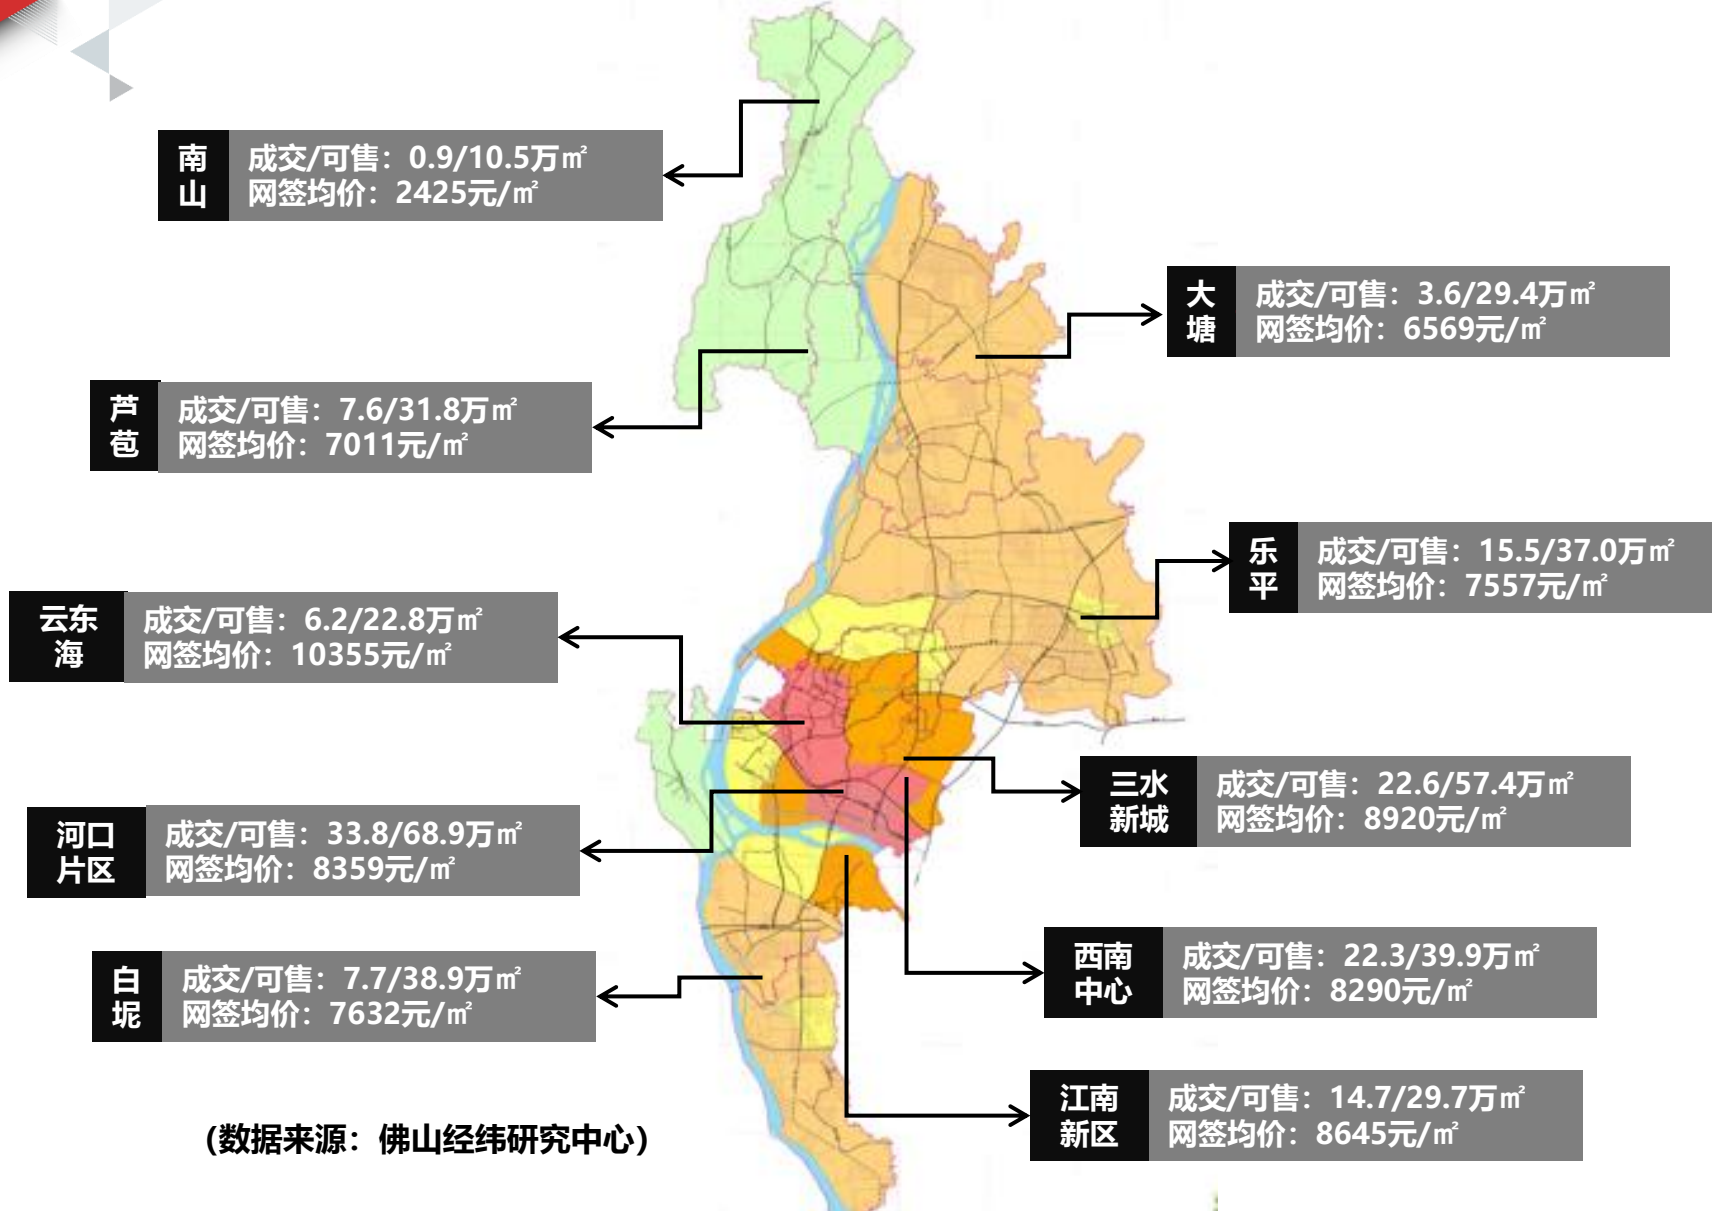 南山
成交/可售：0.9/10.5万㎡
网签均价：2425元/㎡
大塘
成交/可售：3.6/29.4万㎡
网签均价：6569元/㎡
芦苞
成交/可售：7.6/31.8万㎡
网签均价：7011元/㎡
乐平
成交/可售：15.5/37.0万㎡
网签均价：7557元/㎡
云东海
成交/可售：6.2/22.8万㎡
网签均价：10355元/㎡
三水新城
成交/可售：22.6/57.4万㎡
网签均价：8920元/㎡
河口片区
成交/可售：33.8/68.9万㎡
网签均价：8359元/㎡
西南中心
成交/可售：22.3/39.9万㎡
网签均价：8290元/㎡
白坭
成交/可售：7.7/38.9万㎡
网签均价：7632元/㎡
江南新区
成交/可售：14.7/29.7万㎡
网签均价：8645元/㎡
（数据来源：佛山经纬研究中心）